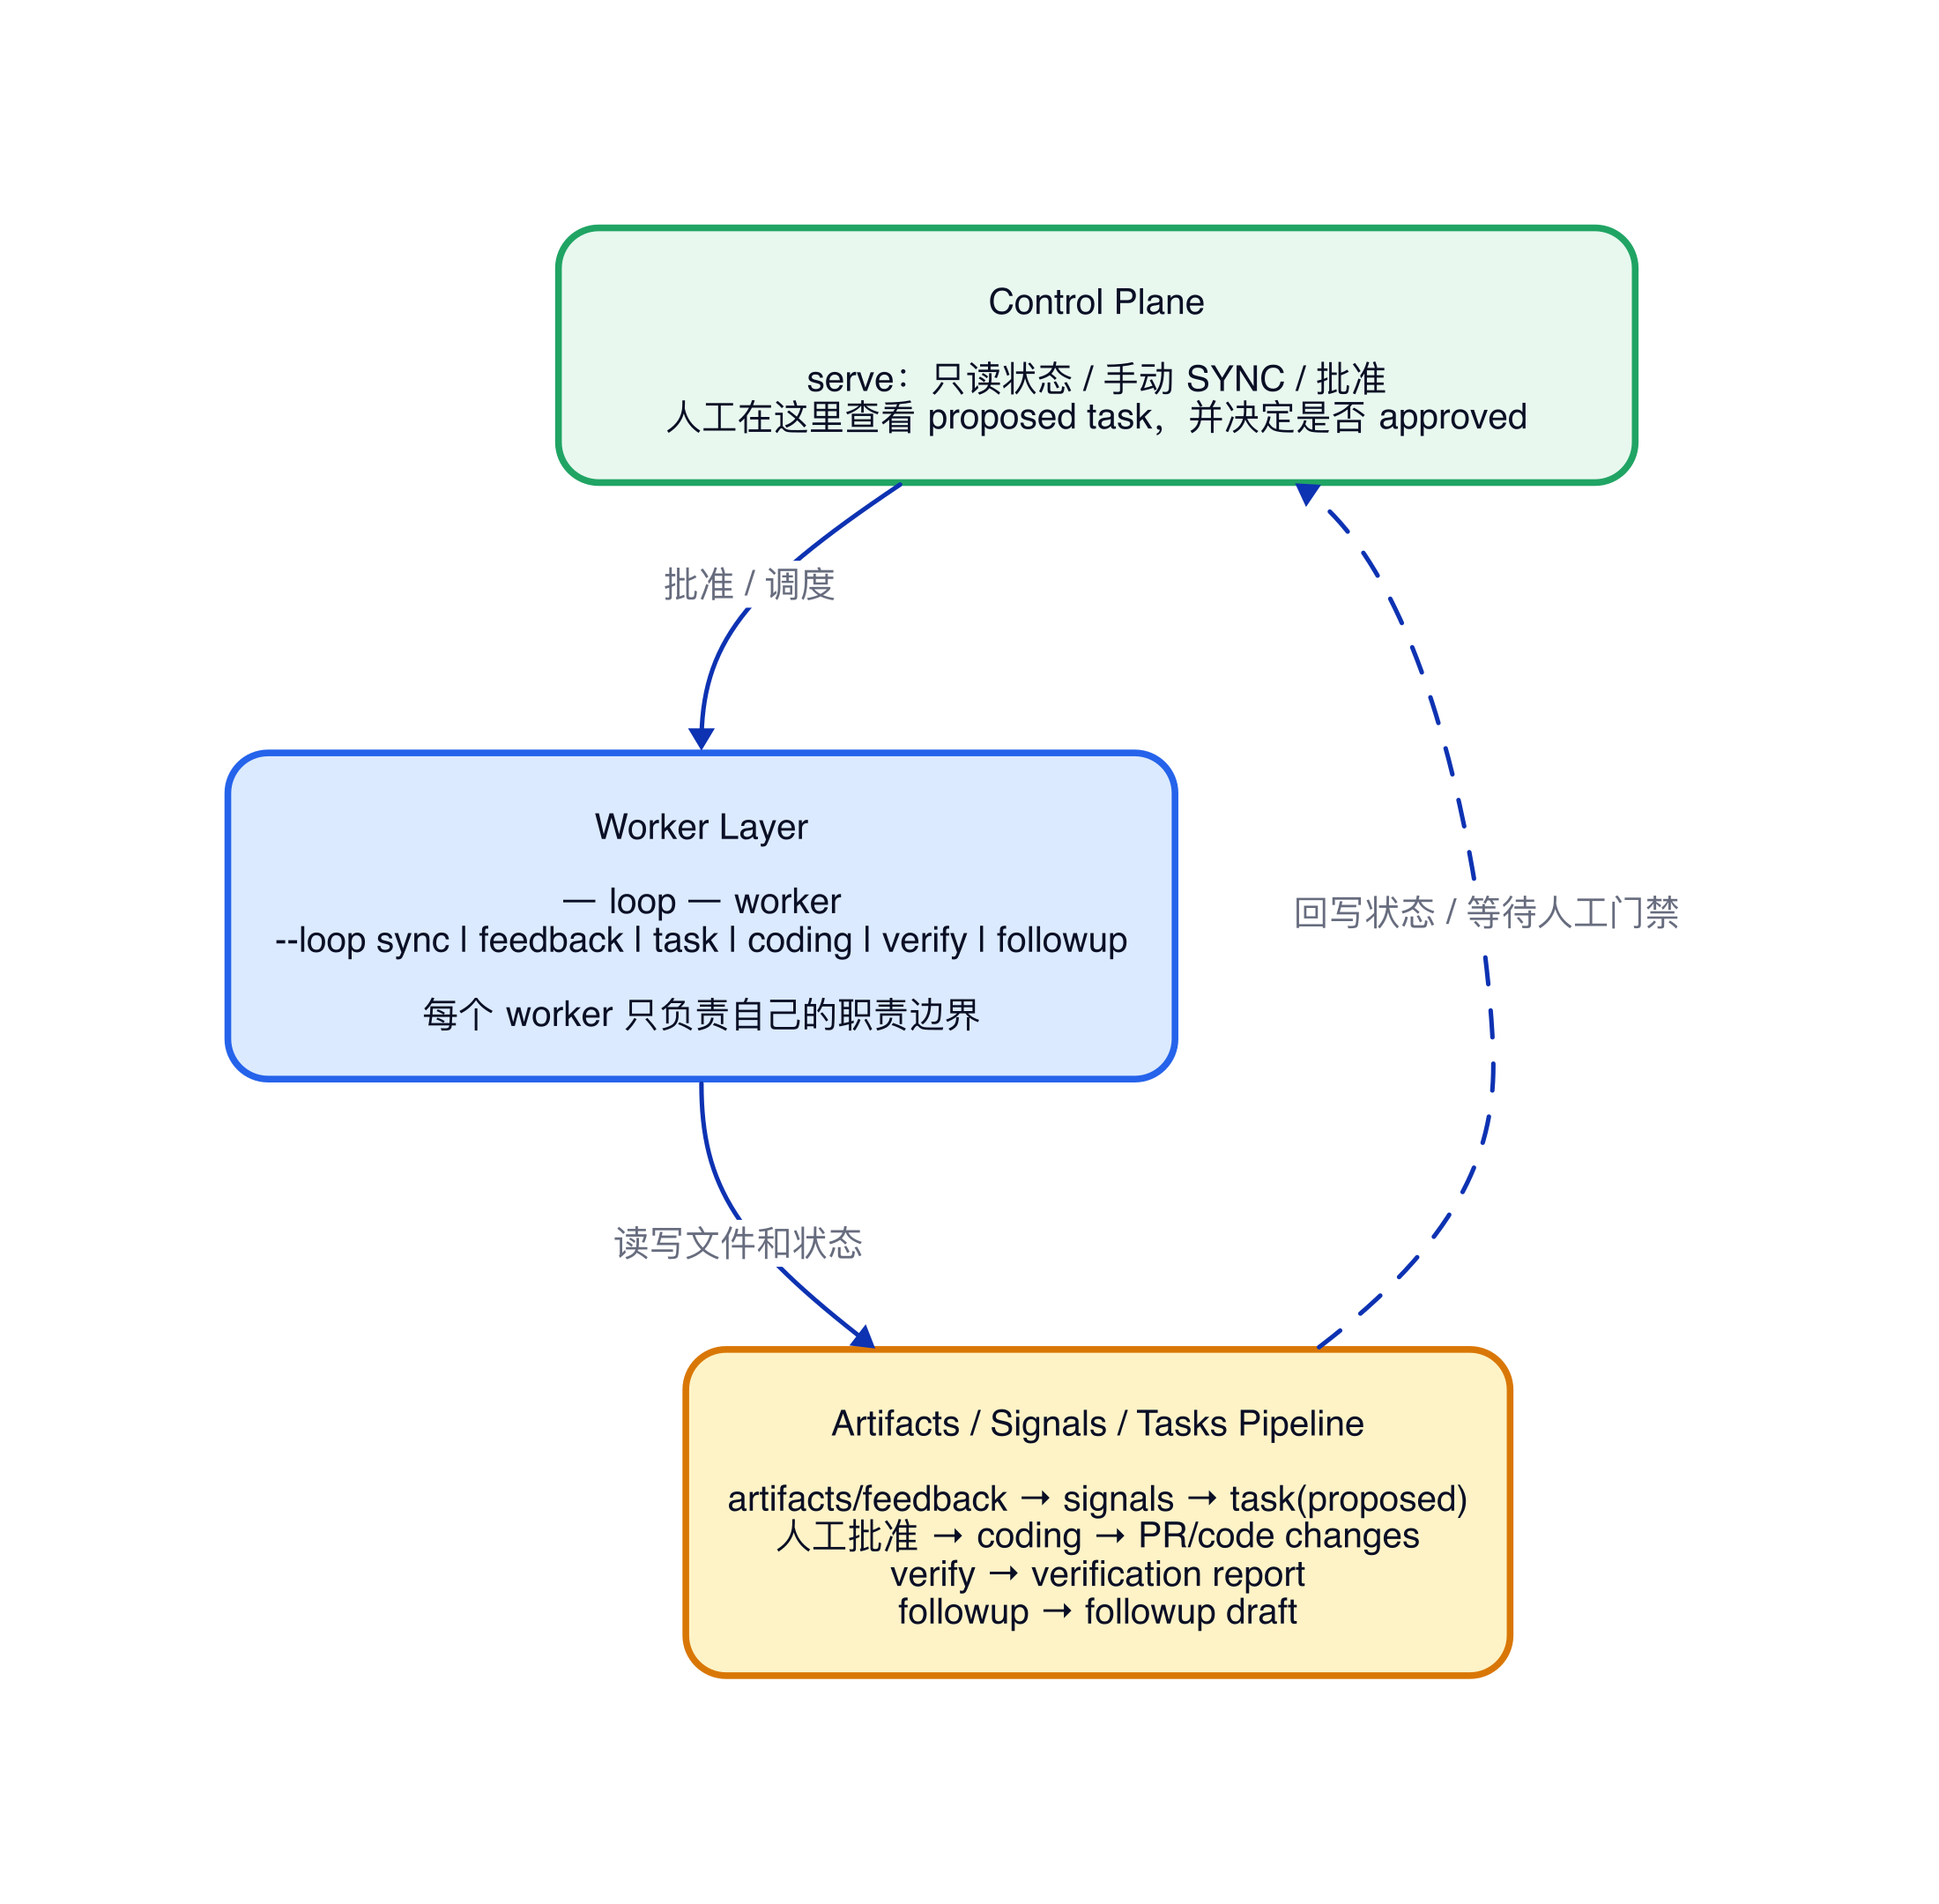 Control Plane
serve：只读状态 / 手动 SYNC / 批准
人工在这里查看 proposed task，并决定是否 approved
批准 / 调度
Worker Layer
— loop — worker
--loop sync | feedback | task | coding | verify | followup
每个 worker 只负责自己的职责边界
回写状态 / 等待人工门禁
读写文件和状态
Artifacts / Signals / Tasks Pipeline
artifacts/feedback → signals → task(proposed)
人工批准 → coding → PR/code changes
verify → verification report
followup → followup draft